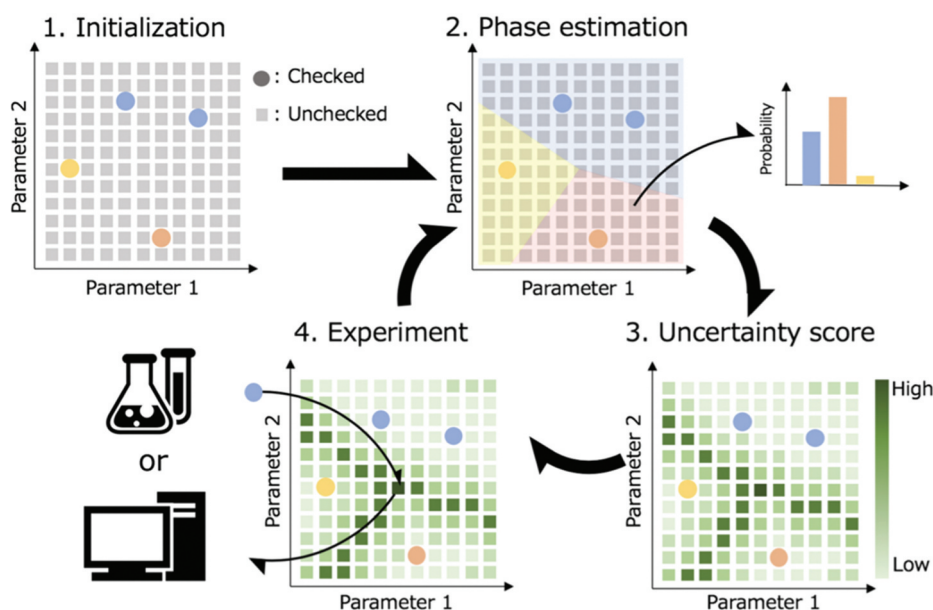 1. Initialization
Parameter 2
Parameter 1
: Checked
: Unchecked
2. Phase estimation
Parameter 2
Parameter 1
Probability
3. Uncertainty score
Parameter 2
Parameter 1
High
Low
4. Experiment
Parameter 2
Parameter 1
or